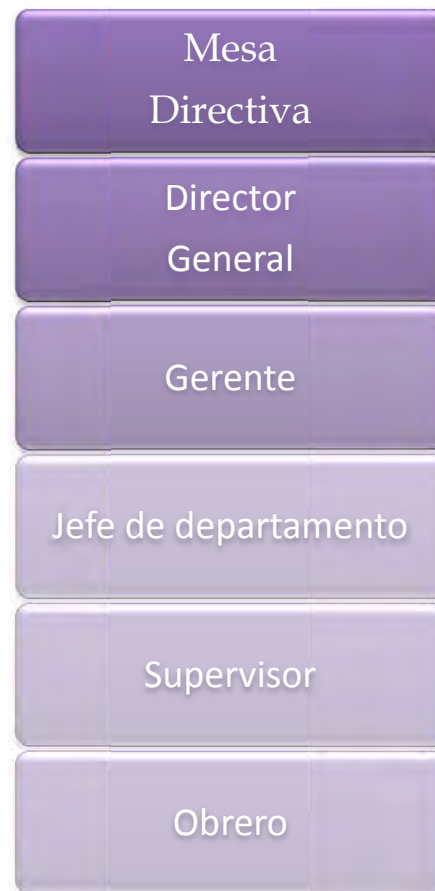 Mesa
Directiva
Director
General
Gerente
Jefe de departamento
Supervisor
Obrero